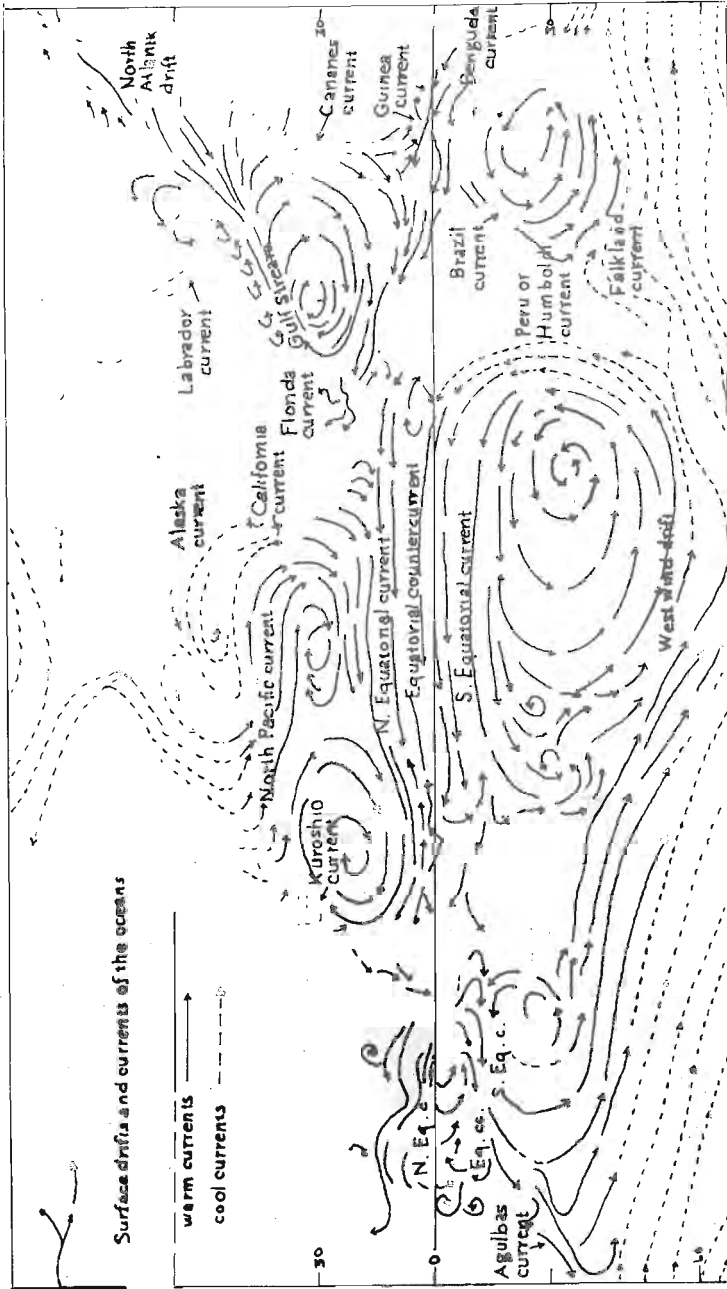 Surface drifts and currents of the oceans
warm currents
cool currents
30
0
60
30
30
North
Atlantic
drift
Labrador
current
Gulf Stream
Florida
current
Canaries
current
Guinea
current
Benguela
current
Brazil
current
Falkland
current
Peru or
Humboldt
current
Alaska
current
California
current
North Pacific current
Kuroshio
current
N. Equatorial current
Equatorial countercurrent
S. Equatorial current
West wind drift
N. Eq. c
Eq. cc.
S. Eq. c.
Agulhas
current